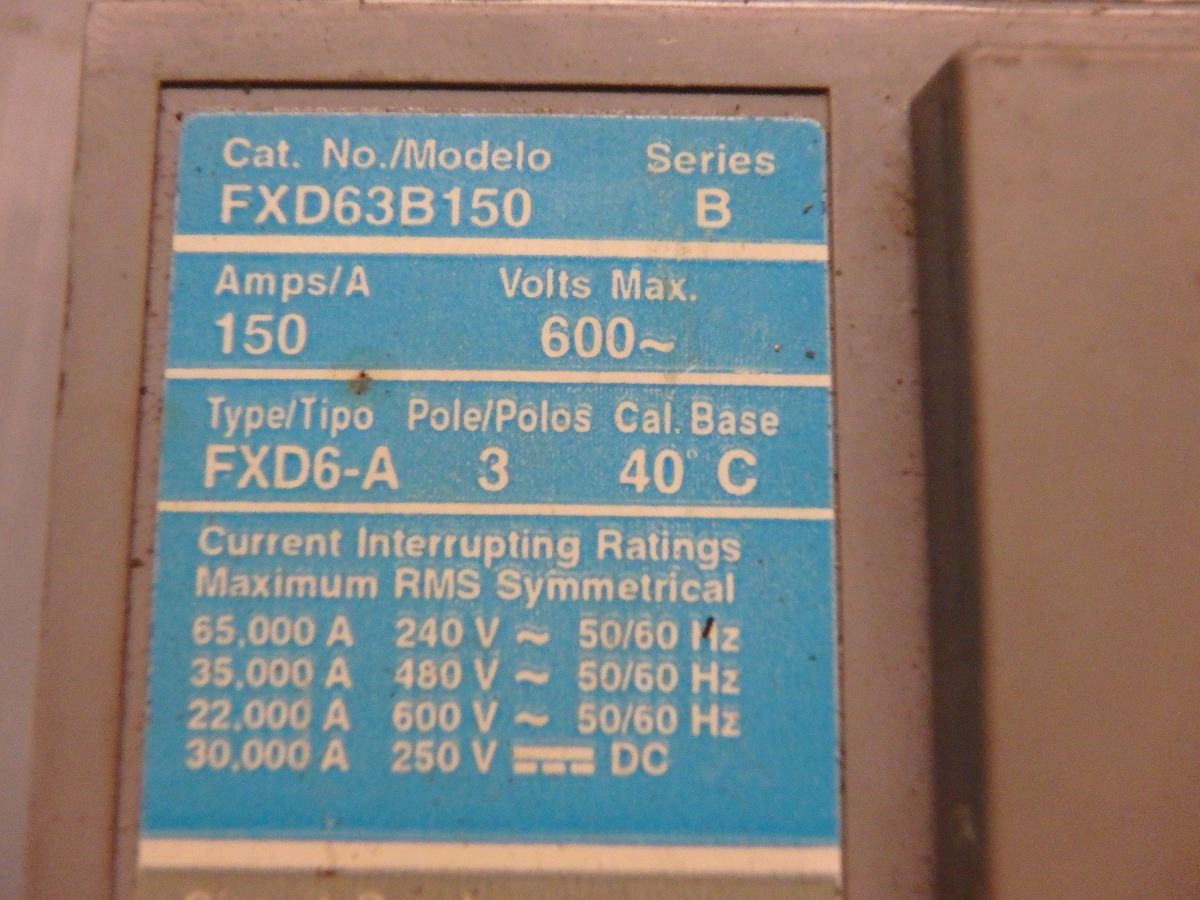 Cat. No./Modelo Series
FXD63B150 B
Amps/A Volts Max.
150 600~
Type/Tipo Pole/Polos Cal. Base
FXD6-A 3 40° C
Current Interrupting Ratings
Maximum RMS Symmetrical
65,000 A 240 V ~ 50/60 Hz
35,000 A 480 V ~ 50/60 Hz
22,000 A 600 V ~ 50/60 Hz
30,000 A 250 V ⎓ DC